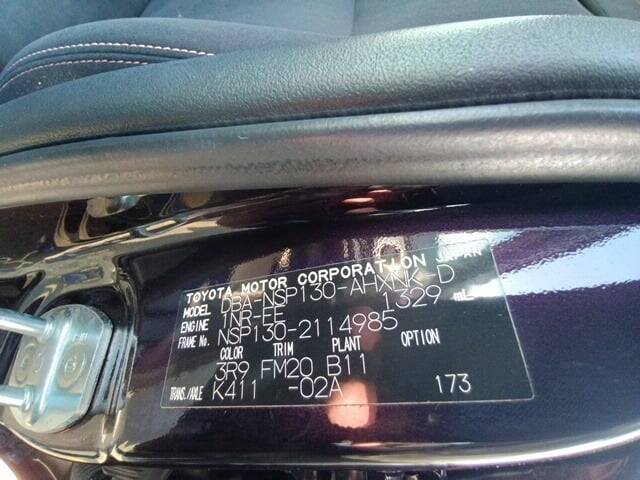 TOYOTA MOTOR CORPORATION JAPAN
MODEL DBA-NSP130-AHXNK-D
ENGINE 1NR-FE 1329 mL
FRAME No. NSP130-2114985
COLOR TRIM PLANT OPTION
3R9 FM20 B11
TRANS./AXLE K411 -02A 173